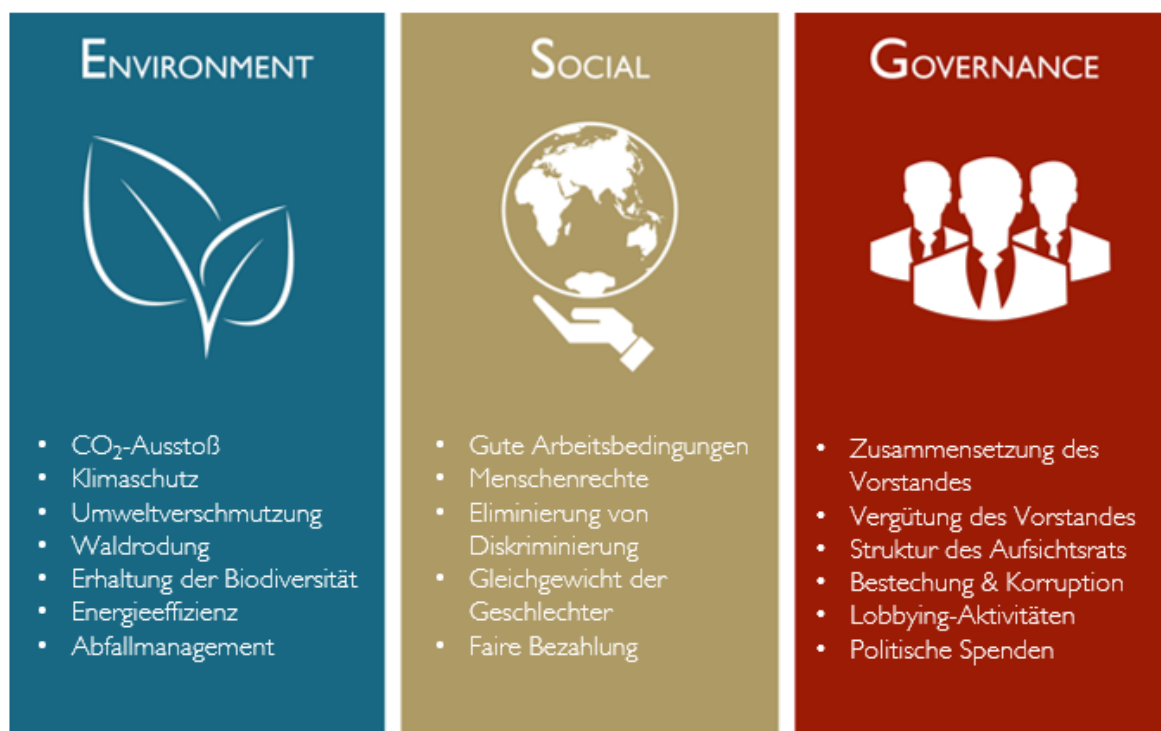 ENVIRONMENT
• CO₂-Ausstoß
• Klimaschutz
• Umweltverschmutzung
• Waldrodung
• Erhaltung der Biodiversität
• Energieeffizienz
• Abfallmanagement
SOCIAL
• Gute Arbeitsbedingungen
• Menschenrechte
• Eliminierung von
Diskriminierung
• Gleichgewicht der
Geschlechter
• Faire Bezahlung
GOVERNANCE
• Zusammensetzung des
Vorstandes
• Vergütung des Vorstandes
• Struktur des Aufsichtsrats
• Bestechung & Korruption
• Lobbying-Aktivitäten
• Politische Spenden